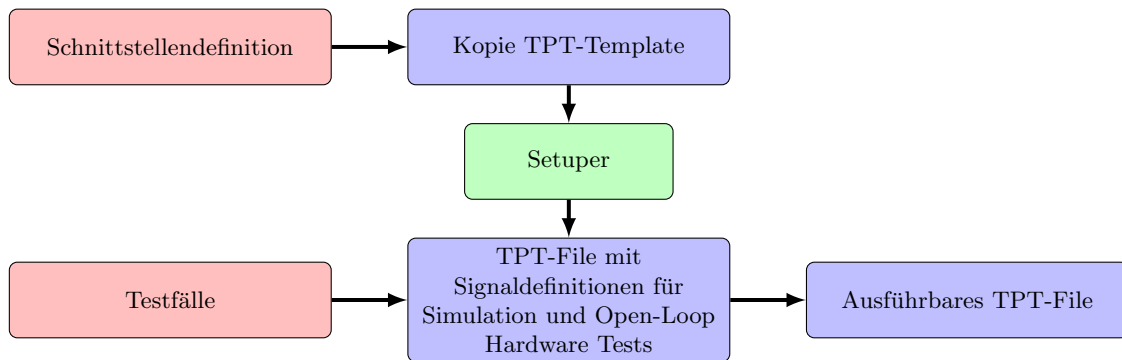 Schnittstellendefinition
Kopie TPT-Template
Setuper
Testfälle
TPT-File mit
Signaldefinitionen für
Simulation und Open-Loop
Hardware Tests
Ausführbares TPT-File